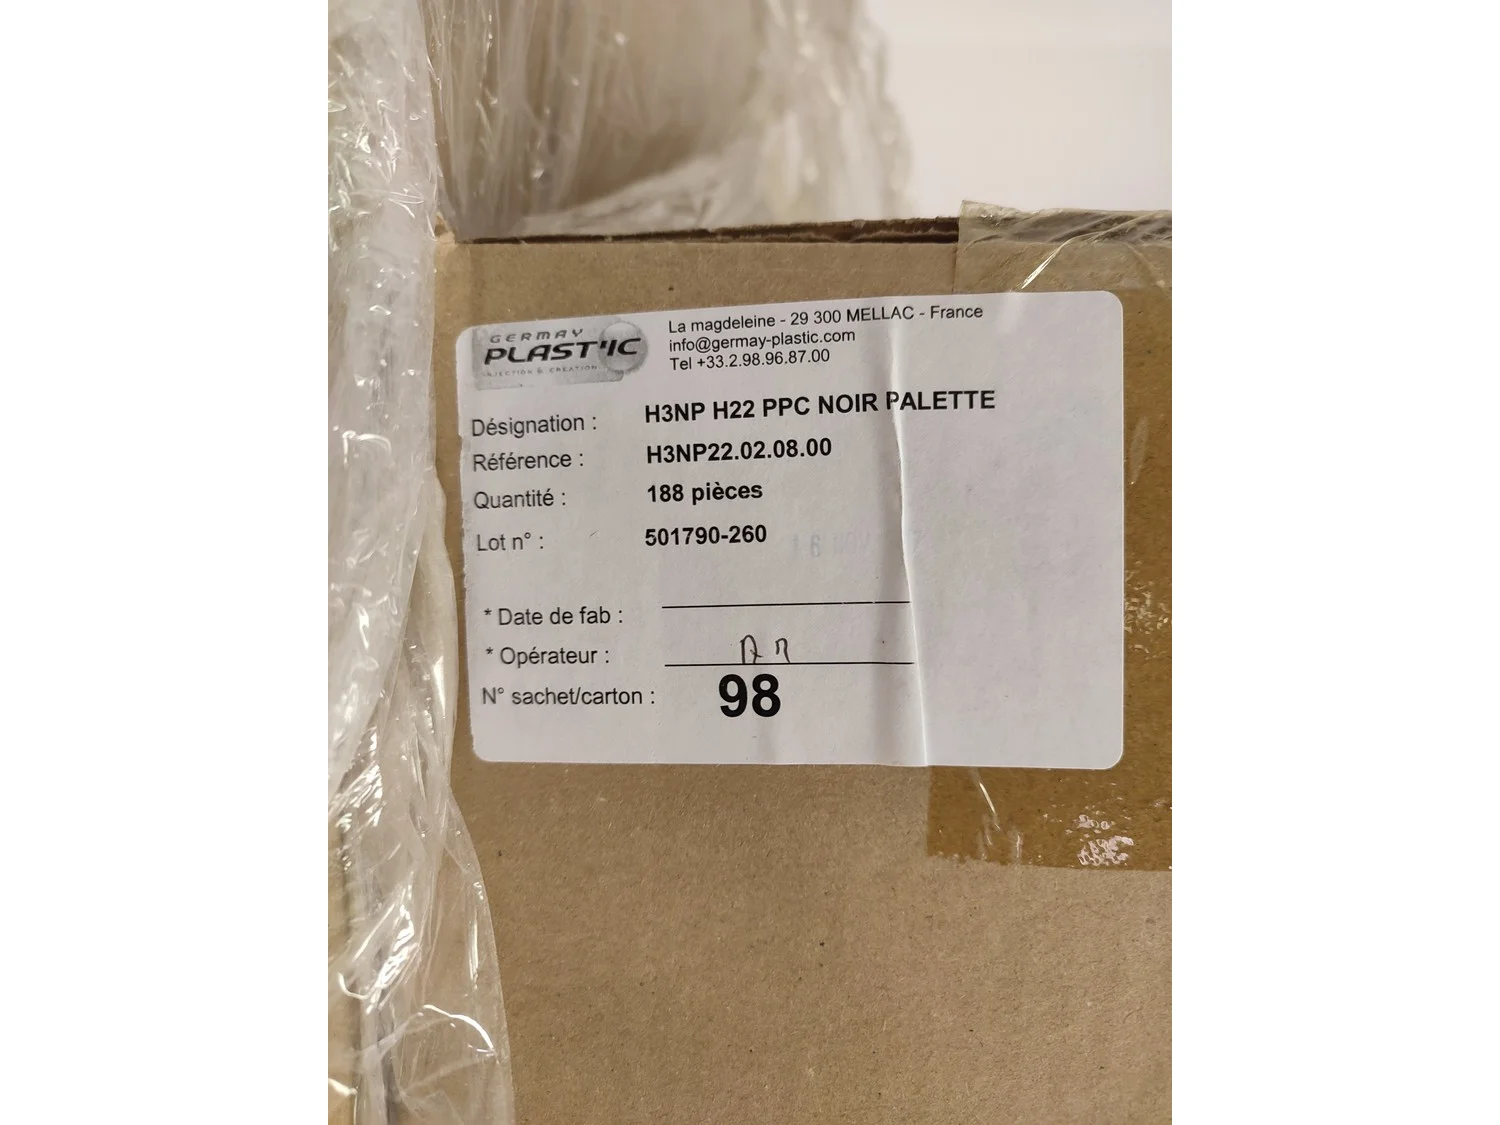 GERMAY
PLAST'IC
INJECTION & CREATION
La magdeleine - 29 300 MELLAC - France
info@germay-plastic.com
Tel +33.2.98.96.87.00
Désignation : H3NP H22 PPC NOIR PALETTE
Référence : H3NP22.02.08.00
Quantité : 188 pièces
Lot n° : 501790-260
* Date de fab :
* Opérateur :
N° sachet/carton : 98